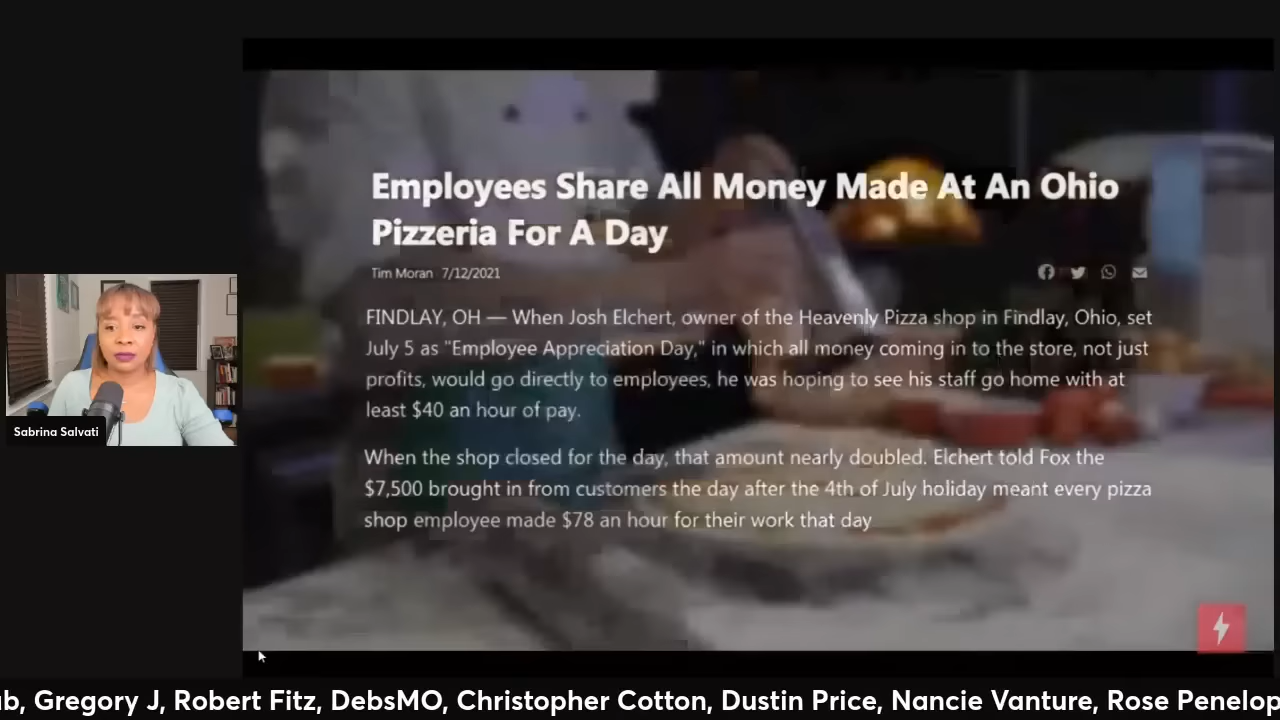 Employees Share All Money Made At An Ohio
Pizzeria For A Day
Tim Moran 7/12/2021
FINDLAY, OH — When Josh Elchert, owner of the Heavenly Pizza shop in Findlay, Ohio, set
July 5 as "Employee Appreciation Day," in which all money coming in to the store, not just
profits, would go directly to employees, he was hoping to see his staff go home with at
least $40 an hour of pay.
When the shop closed for the day, that amount nearly doubled. Elchert told Fox the
$7,500 brought in from customers the day after the 4th of July holiday meant every pizza
shop employee made $78 an hour for their work that day
Sabrina Salvati
b, Gregory J, Robert Fitz, DebsMO, Christopher Cotton, Dustin Price, Nancie Vanture, Rose Penelop